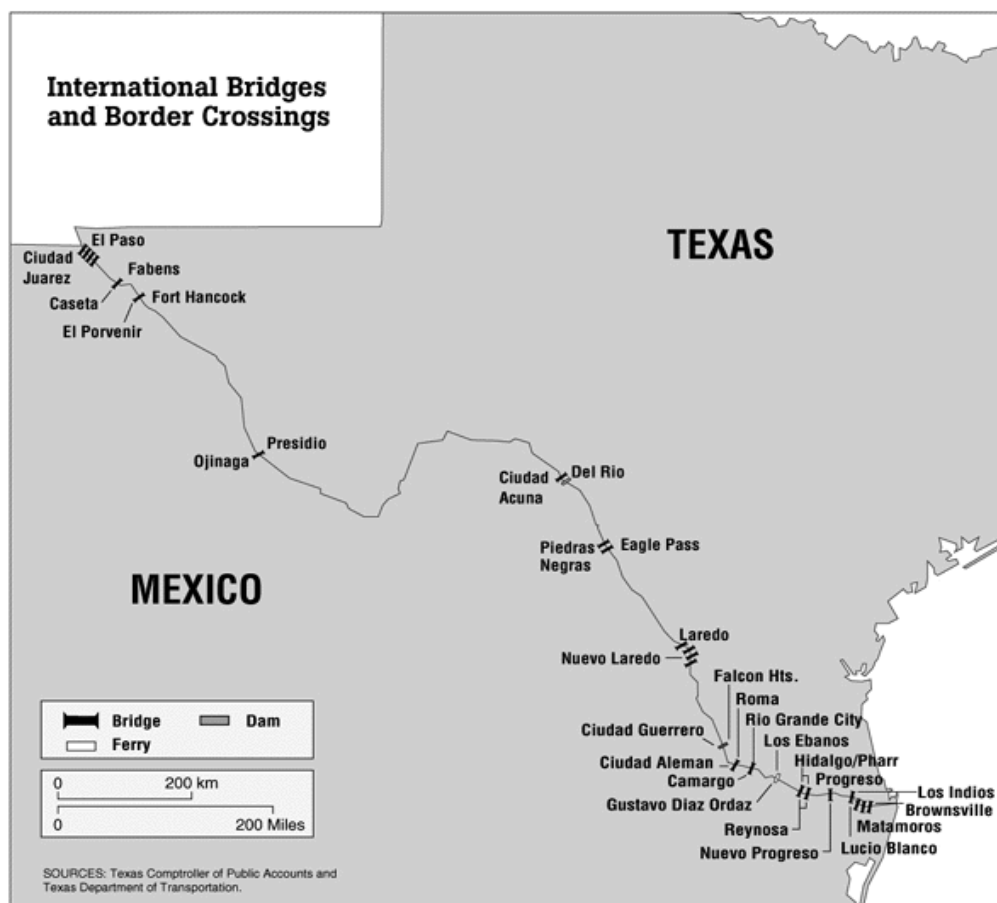 International Bridges
and Border Crossings
TEXAS
El Paso
Ciudad
Juarez
Fabens
Caseta
Fort Hancock
El Porvenir
Presidio
Ojinaga
Ciudad
Acuna
Del Rio
Piedras
Negras
Eagle Pass
MEXICO
Laredo
Nuevo Laredo
Falcon Hts.
Roma
Ciudad Guerrero
Rio Grande City
Los Ebanos
Ciudad Aleman
Hidalgo/Pharr
Camargo
Progreso
Gustavo Diaz Ordaz
Los Indios
Brownsville
Reynosa
Matamoros
Nuevo Progreso
Lucio Blanco
Bridge
Dam
Ferry
0 200 km
0 200 Miles
SOURCES: Texas Comptroller of Public Accounts and
Texas Department of Transportation.